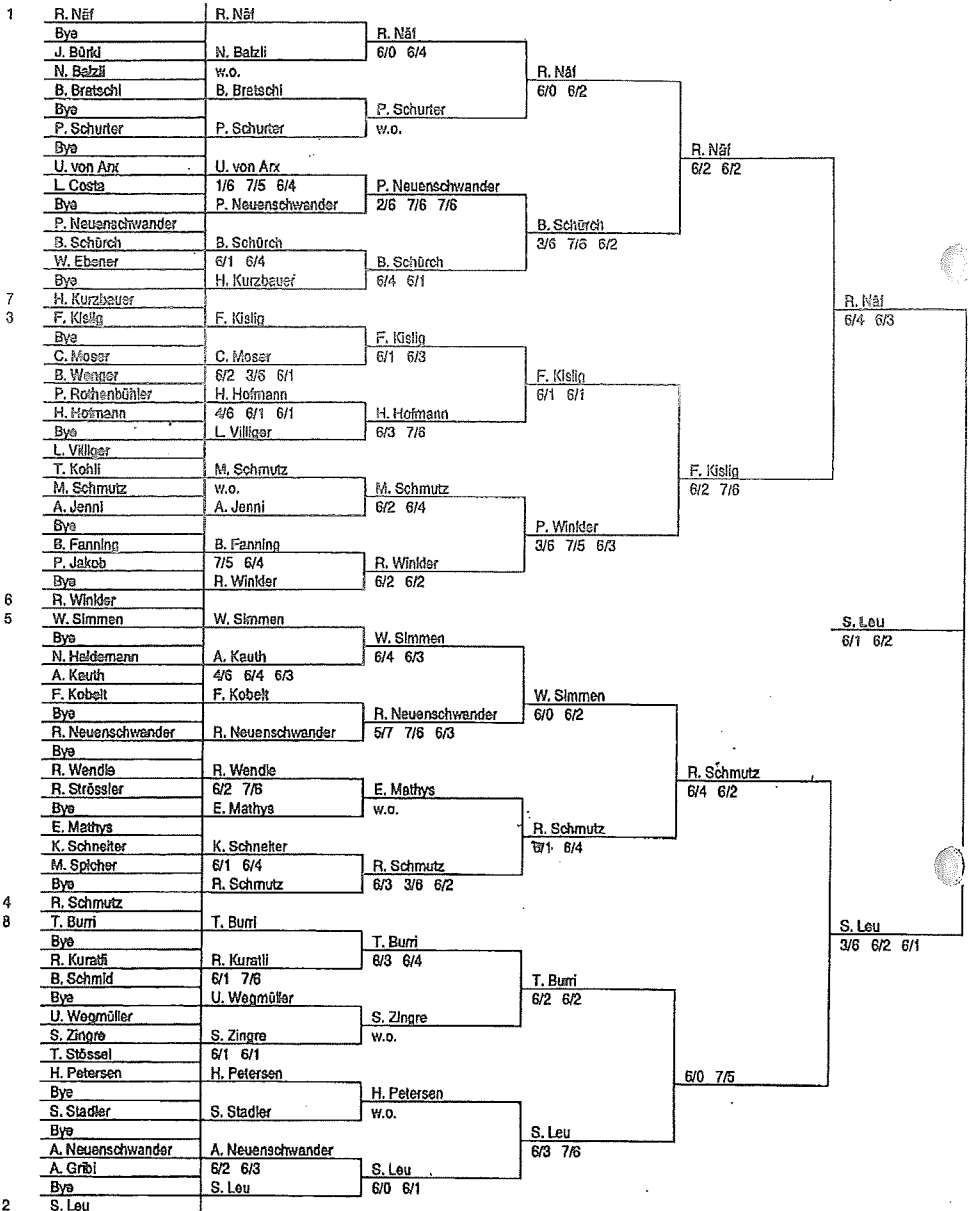 1 R. Näf R. Näf
Bye R. Näf
J. Bürki N. Balzli 6/0 6/4
N. Balzli w.o. R. Näf
B. Bretschi B. Bretschi 6/0 6/2
Bye P. Schurter
P. Schurter P. Schurter w.o.
Bye R. Näf
U. von Arx U. von Arx 6/2 6/2
L. Costa 1/6 7/5 6/4 P. Neuenschwander
Bye P. Neuenschwander 2/6 7/6 7/6
P. Neuenschwander B. Schürch
B. Schürch B. Schürch 3/6 7/6 6/2
W. Ebener 6/1 6/4 B. Schürch
Bye H. Kurzbauer 6/4 6/1
7 H. Kurzbauer R. Näf
3 F. Kislig F. Kislig 6/4 6/3
Bye F. Kislig
C. Moser C. Moser 6/1 6/3
B. Wenger 6/2 3/6 6/1 F. Kislig
P. Rothenbühler H. Hofmann 6/1 6/1
H. Hofmann 4/6 6/1 6/1 H. Hofmann
Bye L. Villiger 6/3 7/6
L. Villiger F. Kislig
T. Kohli M. Schmutz 6/2 7/6
M. Schmutz w.o. M. Schmutz
A. Jenni A. Jenni 6/2 6/4
Bye P. Winkler
B. Fanning B. Fanning 3/6 7/5 6/3
P. Jakob 7/5 6/4 R. Winkler
Bye R. Winkler 6/2 6/2
6 R. Winkler
5 W. Simmen W. Simmen S. Leu
Bye W. Simmen 6/1 6/2
N. Haldemann A. Kauth 6/4 6/3
A. Kauth 4/6 6/4 6/3 W. Simmen
F. Kobelt F. Kobelt 6/0 6/2
Bye R. Neuenschwander
R. Neuenschwander R. Neuenschwander 5/7 7/6 6/3
Bye R. Schmutz
R. Wendle R. Wendle 6/4 6/2
R. Strössler 6/2 7/6 E. Mathys
Bye E. Mathys w.o.
E. Mathys R. Schmutz
K. Schneiter K. Schneiter 6/1 6/4
M. Spicher 6/1 6/4 R. Schmutz
Bye R. Schmutz 6/3 3/6 6/2
4 R. Schmutz
8 T. Burri T. Burri S. Leu
Bye T. Burri 3/6 6/2 6/1
R. Kuratli R. Kuratli 6/3 6/4
B. Schmid 6/1 7/6 T. Burri
Bye U. Wegmüller 6/2 6/2
U. Wegmüller S. Zingre
S. Zingre S. Zingre w.o.
T. Stössel 6/1 6/1
H. Petersen H. Petersen 6/0 7/5
Bye H. Petersen
S. Stadler S. Stadler w.o.
Bye S. Leu
A. Neuenschwander A. Neuenschwander 6/3 7/6
A. Gribi 6/2 6/3 S. Leu
Bye S. Leu 6/0 6/1
2 S. Leu